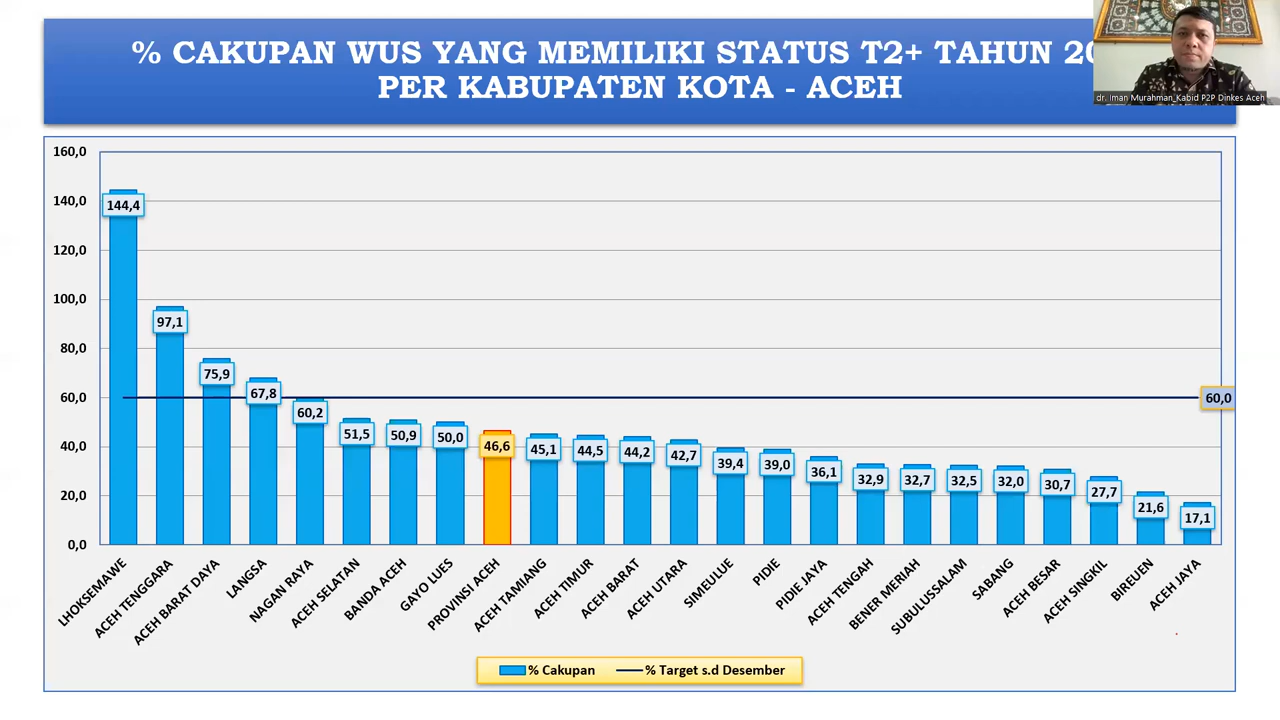 % CAKUPAN WUS YANG MEMILIKI STATUS T2+ TAHUN
PER KABUPATEN KOTA - ACEH
dr. Iman Murahman_Kabid P2P Dinkes Aceh
160,0
140,0
120,0
100,0
80,0
60,0
40,0
20,0
0,0
144,4
97,1
75,9
67,8
60,2
51,5
50,9
50,0
46,6
45,1
44,5
44,2
42,7
39,4
39,0
36,1
32,9
32,7
32,5
32,0
30,7
27,7
21,6
17,1
60,0
LHOKSEMAWE
ACEH TENGGARA
ACEH BARAT DAYA
LANGSA
NAGAN RAYA
ACEH SELATAN
BANDA ACEH
GAYO LUES
PROVINSI ACEH
ACEH TAMIANG
ACEH TIMUR
ACEH BARAT
ACEH UTARA
SIMEULUE
PIDIE
PIDIE JAYA
ACEH TENGAH
BENER MERIAH
SUBULUSSALAM
SABANG
ACEH BESAR
ACEH SINGKIL
BIREUEN
ACEH JAYA
% Cakupan
% Target s.d Desember